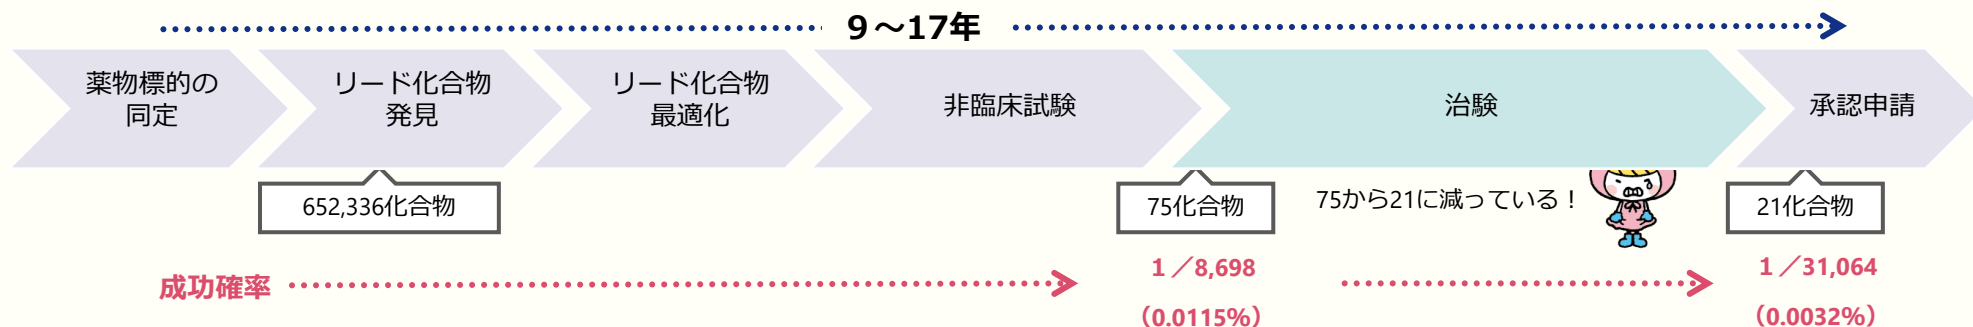 ９～17年
薬物標的の
同定
リード化合物
発見
リード化合物
最適化
非臨床試験
治験
承認申請
652,336化合物
75化合物
75から21に減っている！
21化合物
成功確率
１／8,698
（0.0115%）
１／31,064
（0.0032%）